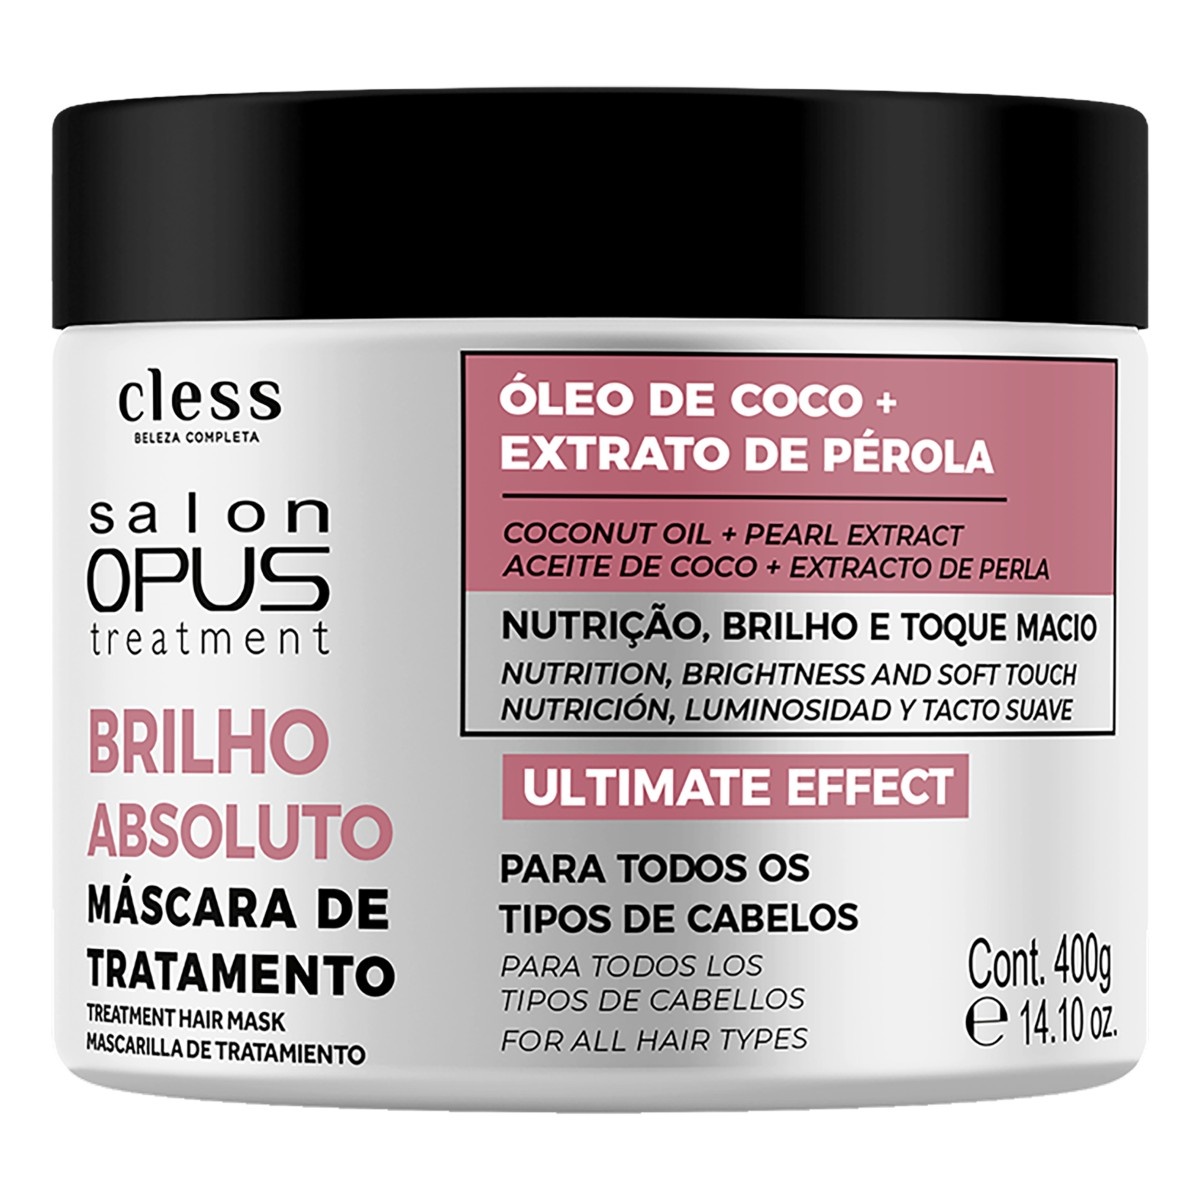 cless
BELEZA COMPLETA
salon
OPUS
treatment
BRILHO
ABSOLUTO
MÁSCARA DE
TRATAMENTO
TREATMENT HAIR MASK
MASCARILLA DE TRATAMIENTO
ÓLEO DE COCO +
EXTRATO DE PÉROLA
COCONUT OIL + PEARL EXTRACT
ACEITE DE COCO + EXTRACTO DE PERLA
NUTRIÇÃO, BRILHO E TOQUE MACIO
NUTRITION, BRIGHTNESS AND SOFT TOUCH
NUTRICIÓN, LUMINOSIDAD Y TACTO SUAVE
ULTIMATE EFFECT
PARA TODOS OS
TIPOS DE CABELOS
PARA TODOS LOS
TIPOS DE CABELLOS
FOR ALL HAIR TYPES
Cont. 400g
℮ 14.10 oz.